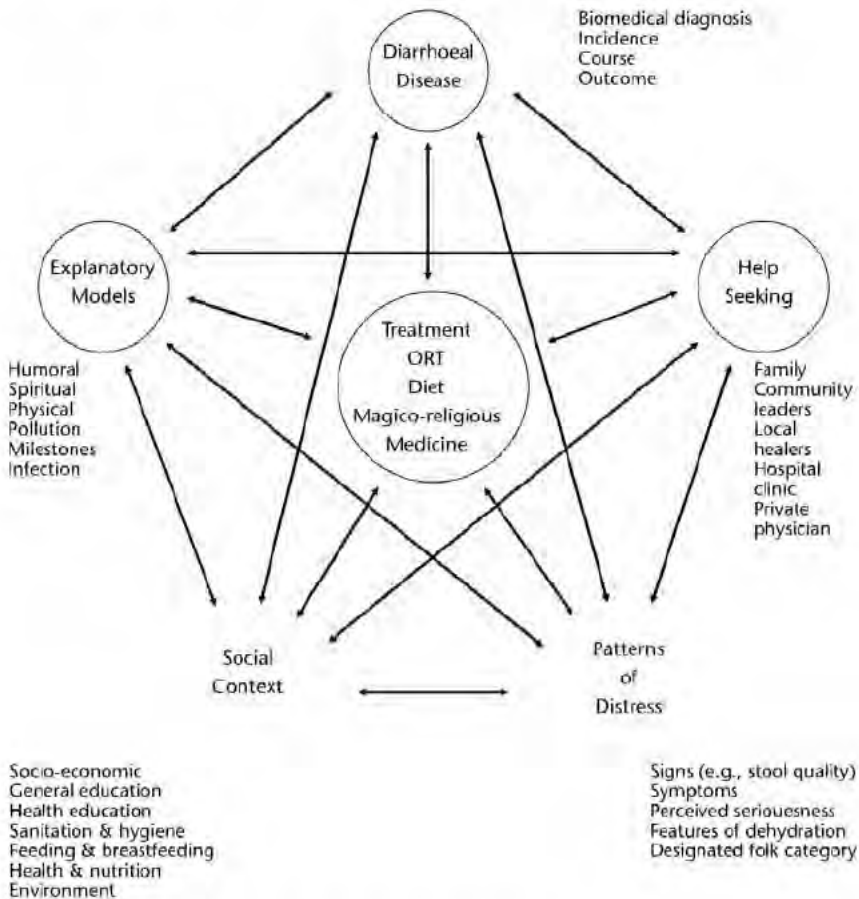 Diarrhoeal
Disease
Biomedical diagnosis
Incidence
Course
Outcome
Explanatory
Models
Help
Seeking
Treatment
ORT
Diet
Magico-religious
Medicine
Humoral
Spiritual
Physical
Pollution
Milestones
Infection
Family
Community
leaders
Local
healers
Hospital
clinic
Private
physician
Social
Context
Patterns
of
Distress
Socio-economic
General education
Health education
Sanitation & hygiene
Feeding & breastfeeding
Health & nutrition
Environment
Signs (e.g., stool quality)
Symptoms
Perceived seriouesness
Features of dehydration
Designated folk category